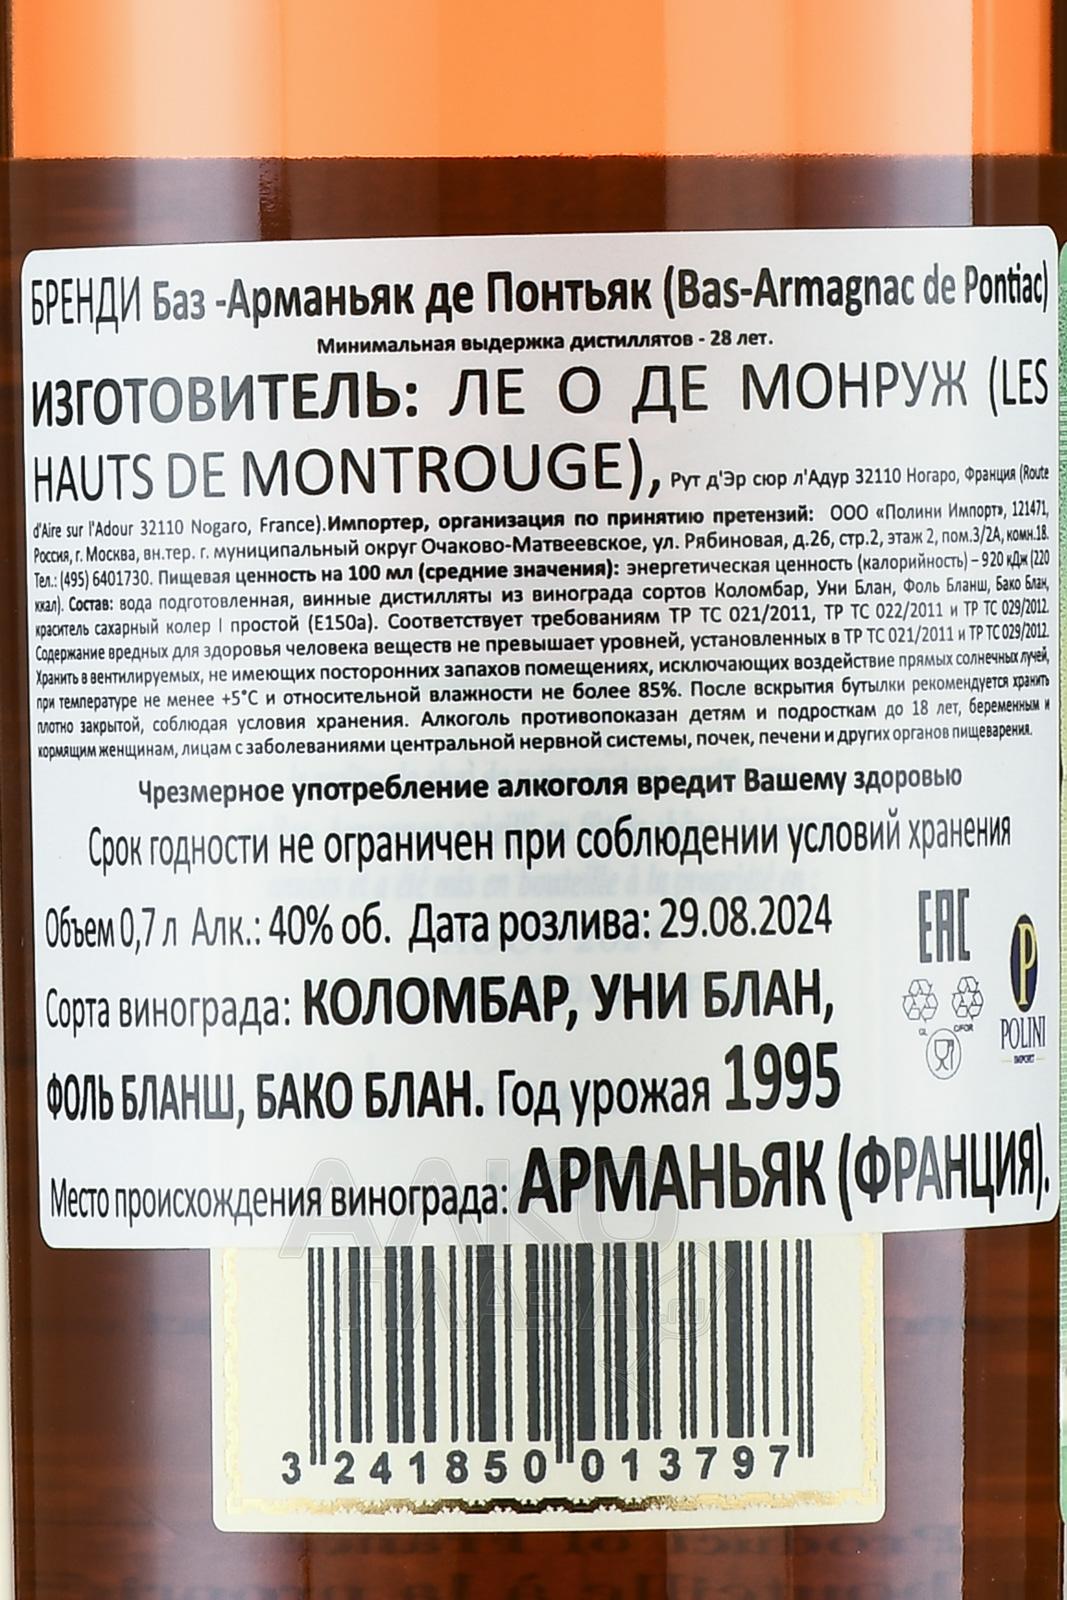 БРЕНДИ Баз -Арманьяк де Понтьяк (Bas-Armagnac de Pontiac)
Минимальная выдержка дистиллятов - 28 лет.
ИЗГОТОВИТЕЛЬ: ЛЕ О ДЕ МОНРУЖ (LES
HAUTS DE MONTROUGE), Рут д'Эр сюр л'Адур 32110 Ногаро, Франция (Route
d'Aire sur l'Adour 32110 Nogaro, France).Импортер, организация по принятию претензий: ООО «Полини Импорт», 121471,
Россия, г. Москва, вн.тер. г. муниципальный округ Очаково-Матвеевское, ул. Рябиновая, д.26, стр.2, этаж 2, пом.3/2А, комн.18.
Тел.: (495) 6401730. Пищевая ценность на 100 мл (средние значения): энергетическая ценность (калорийность) – 920 кДж (220
ккал). Состав: вода подготовленная, винные дистилляты из винограда сортов Коломбар, Уни Блан, Фоль Бланш, Бако Блан,
краситель сахарный колер I простой (Е150а). Соответствует требованиям ТР ТС 021/2011, ТР ТС 022/2011 и ТР ТС 029/2012.
Содержание вредных для здоровья человека веществ не превышает уровней, установленных в ТР ТС 021/2011 и ТР ТС 029/2012.
Хранить в вентилируемых, не имеющих посторонних запахов помещениях, исключающих воздействие прямых солнечных лучей,
при температуре не менее +5°С и относительной влажности не более 85%. После вскрытия бутылки рекомендуется хранить
плотно закрытой, соблюдая условия хранения. Алкоголь противопоказан детям и подросткам до 18 лет, беременным и
кормящим женщинам, лицам с заболеваниями центральной нервной системы, почек, печени и других органов пищеварения.
Чрезмерное употребление алкоголя вредит Вашему здоровью
Срок годности не ограничен при соблюдении условий хранения
Объем 0,7 л Алк.: 40% об. Дата розлива: 29.08.2024
EAC
Сорта винограда: КОЛОМБАР, УНИ БЛАН,
GL C/FOR
P
POLINI
IMPORT
ФОЛЬ БЛАНШ, БАКО БЛАН. Год урожая 1995
Место происхождения винограда: АРМАНЬЯК (ФРАНЦИЯ).
АЛКО
ПЛАЗА.ru
3 241850 013797